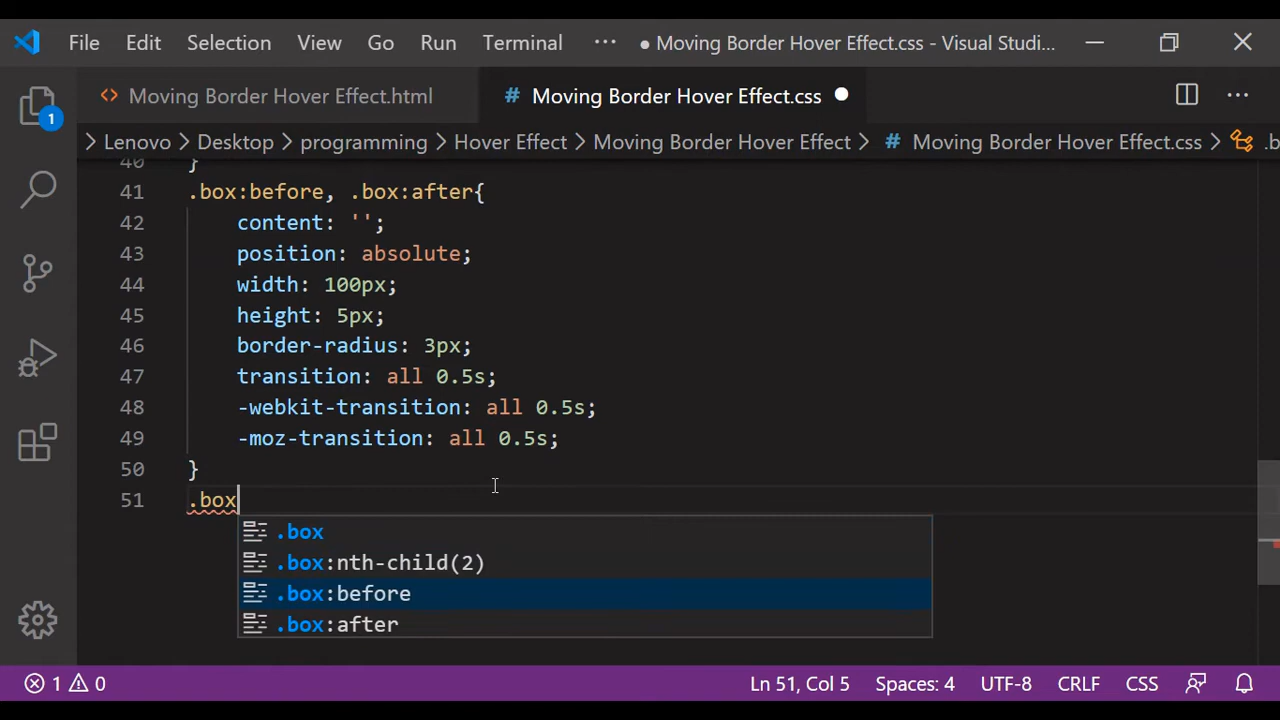 File Edit Selection View Go Run Terminal ··· ● Moving Border Hover Effect.css - Visual Studi...
Moving Border Hover Effect.html # Moving Border Hover Effect.css ●
> Lenovo > Desktop > programming > Hover Effect > Moving Border Hover Effect > # Moving Border Hover Effect.css > .b
40 }
41 .box:before, .box:after{
42 content: '';
43 position: absolute;
44 width: 100px;
45 height: 5px;
46 border-radius: 3px;
47 transition: all 0.5s;
48 -webkit-transition: all 0.5s;
49 -moz-transition: all 0.5s;
50 }
51 .box
.box
.box:nth-child(2)
.box:before
.box:after
1
1 0 Ln 51, Col 5 Spaces: 4 UTF-8 CRLF CSS